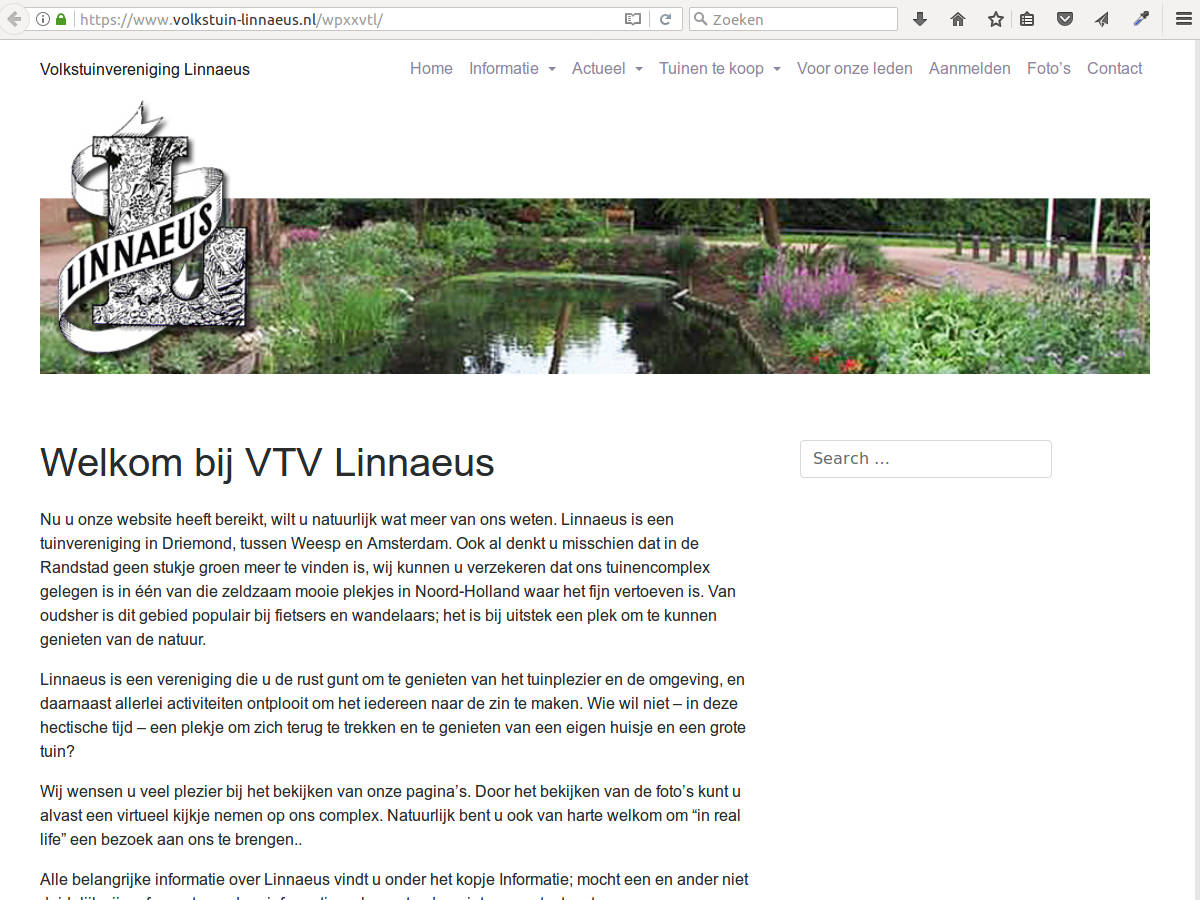 https://www.volkstuin-linnaeus.nl/wpxxvtl/
Zoeken
Volkstuinvereniging Linnaeus
Home Informatie Actueel Tuinen te koop Voor onze leden Aanmelden Foto’s Contact
L
LINNAEUS
Welkom bij VTV Linnaeus
Search ...
Nu u onze website heeft bereikt, wilt u natuurlijk wat meer van ons weten. Linnaeus is een
tuinvereniging in Driemond, tussen Weesp en Amsterdam. Ook al denkt u misschien dat in de
Randstad geen stukje groen meer te vinden is, wij kunnen u verzekeren dat ons tuinencomplex
gelegen is in één van die zeldzaam mooie plekjes in Noord-Holland waar het fijn vertoeven is. Van
oudsher is dit gebied populair bij fietsers en wandelaars; het is bij uitstek een plek om te kunnen
genieten van de natuur.
Linnaeus is een vereniging die u de rust gunt om te genieten van het tuinplezier en de omgeving, en
daarnaast allerlei activiteiten ontplooit om het iedereen naar de zin te maken. Wie wil niet – in deze
hectische tijd – een plekje om zich terug te trekken en te genieten van een eigen huisje en een grote
tuin?
Wij wensen u veel plezier bij het bekijken van onze pagina’s. Door het bekijken van de foto’s kunt u
alvast een virtueel kijkje nemen op ons complex. Natuurlijk bent u ook van harte welkom om “in real
life” een bezoek aan ons te brengen..
Alle belangrijke informatie over Linnaeus vindt u onder het kopje Informatie; mocht een en ander niet